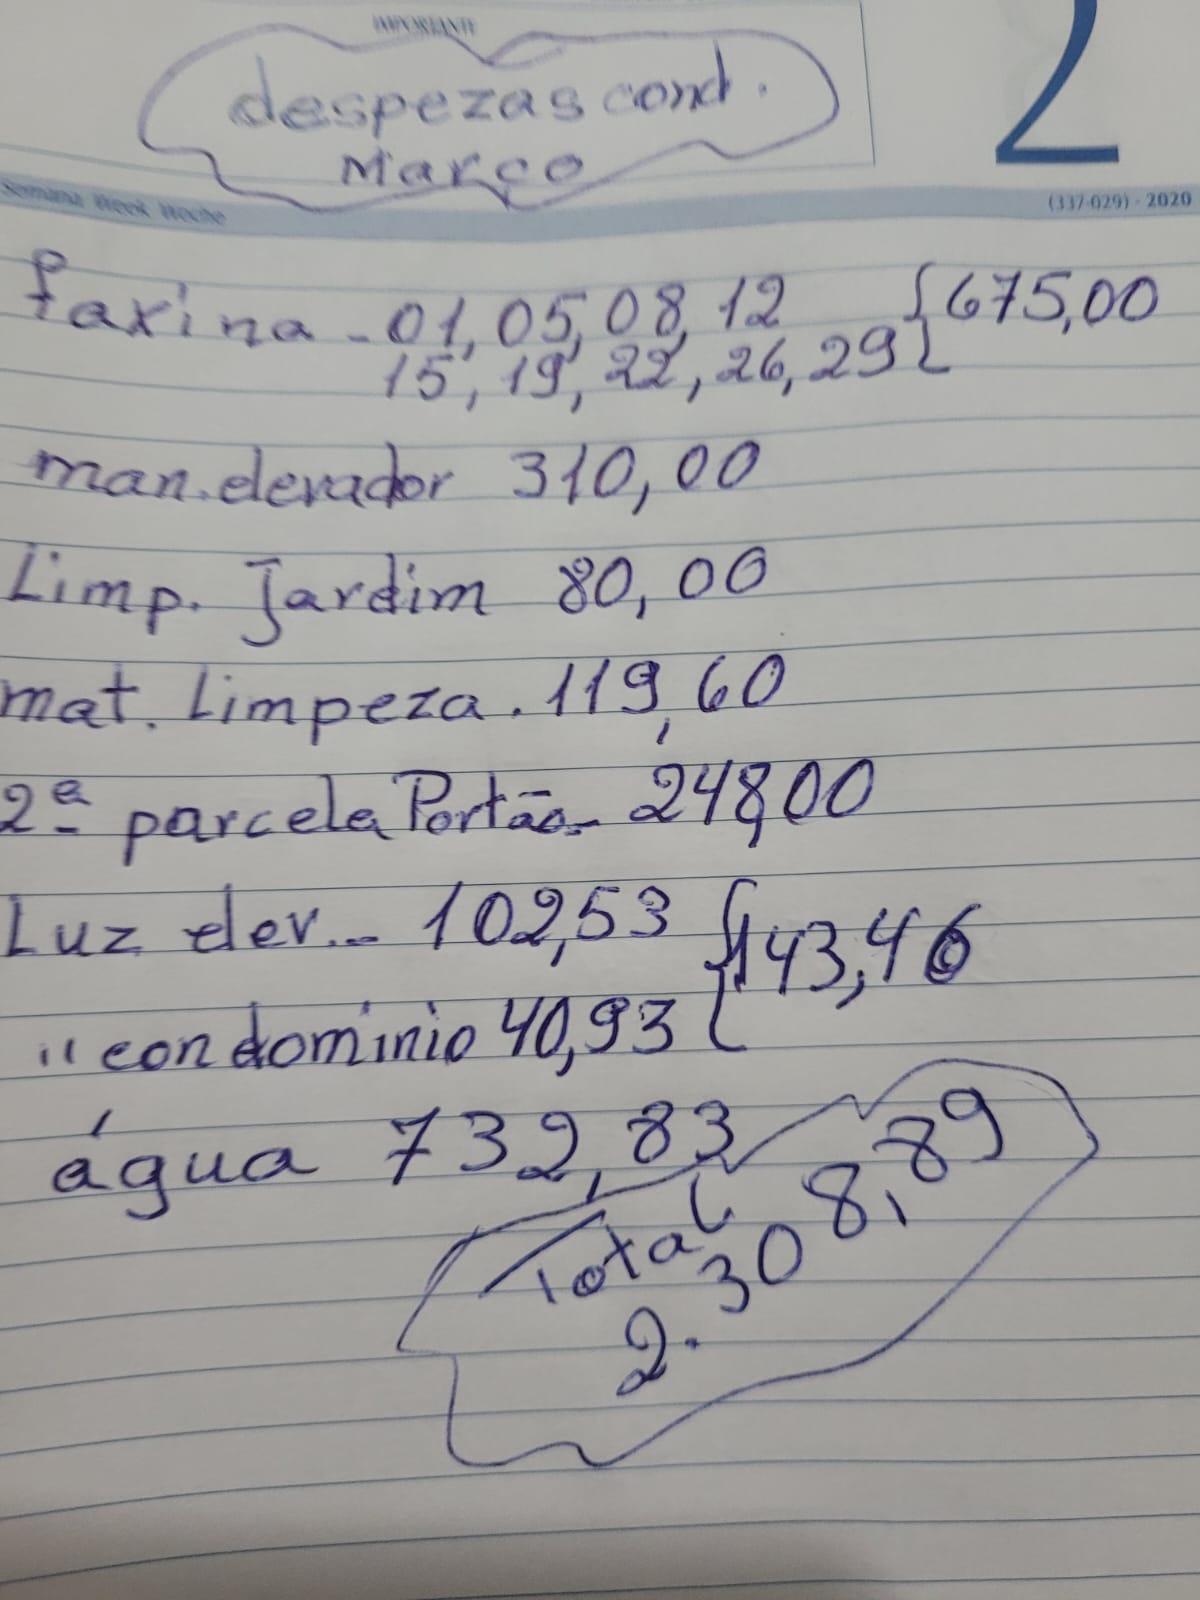 IMPORTANTE
despezas cond.
Março
2
Semana Week Woche
(337-029) - 2020
faxina - 01, 05, 08, 12 { 675,00
15, 19, 22, 26, 29
man. elevador 310,00
Limp. Jardim 80,00
mat. Limpeza. 119,60
2ª parcela Portão - 248,00
Luz elev. - 102,53 { 143,46
" condomínio 40,93
água 732,83
Total
2.308,89